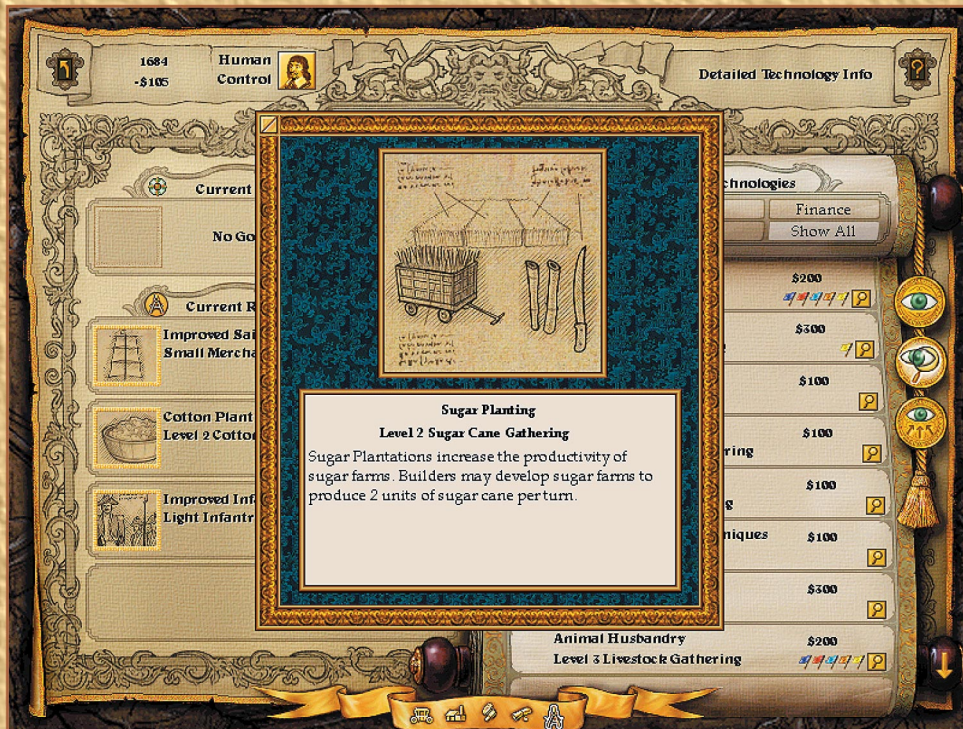 1684
-$105
Human
Control
Detailed Technology Info
Current
No Go
Current R
Improved Sai
Small Mercha
Cotton Plant
Level 2 Cotto
Improved Inf
Light Infantr
Sugar Planting
Level 2 Sugar Cane Gathering
Sugar Plantations increase the productivity of
sugar farms. Builders may develop sugar farms to
produce 2 units of sugar cane per turn.
chnologies
Finance
Show All
$200
$300
$100
$100
ring
$100
g
niques $100
$300
Animal Husbandry $200
Level 3 Livestock Gathering